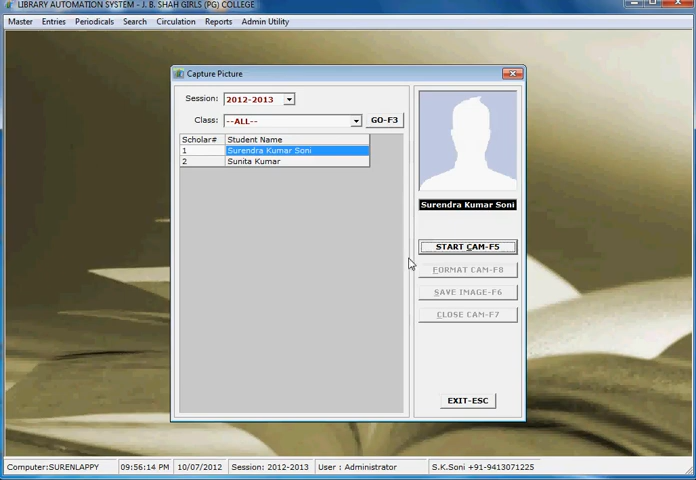 LIBRARY AUTOMATION SYSTEM - J. B. SHAH GIRLS (PG) COLLEGE
Master Entries Periodicals Search Circulation Reports Admin Utility
Capture Picture
Session: 2012-2013
Class: --ALL-- GO-F3
Scholar# Student Name
1 Surendra Kumar Soni
2 Sunita Kumar
Surendra Kumar Soni
START CAM-F5
FORMAT CAM-F8
SAVE IMAGE-F6
CLOSE CAM-F7
EXIT-ESC
Computer:SURENLAPPY 09:56:14 PM 10/07/2012 Session: 2012-2013 User : Administrator S.K.Soni +91-9413071225